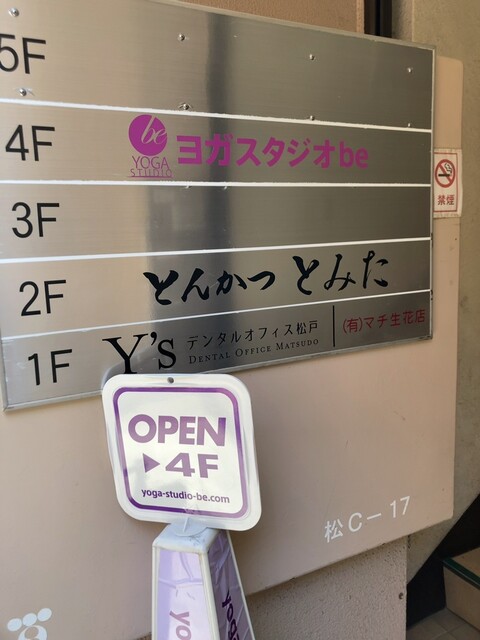 5F
4F
be
YOGA
STUDIO
ヨガスタジオbe
禁煙
3F
2F
とんかつ とみた
1F
Y's
デンタルオフィス松戸
DENTAL OFFICE MATSUDO
(有)マチ生花店
OPEN
▶4F
yoga-studio-be.com
松C-17
yo
yoga